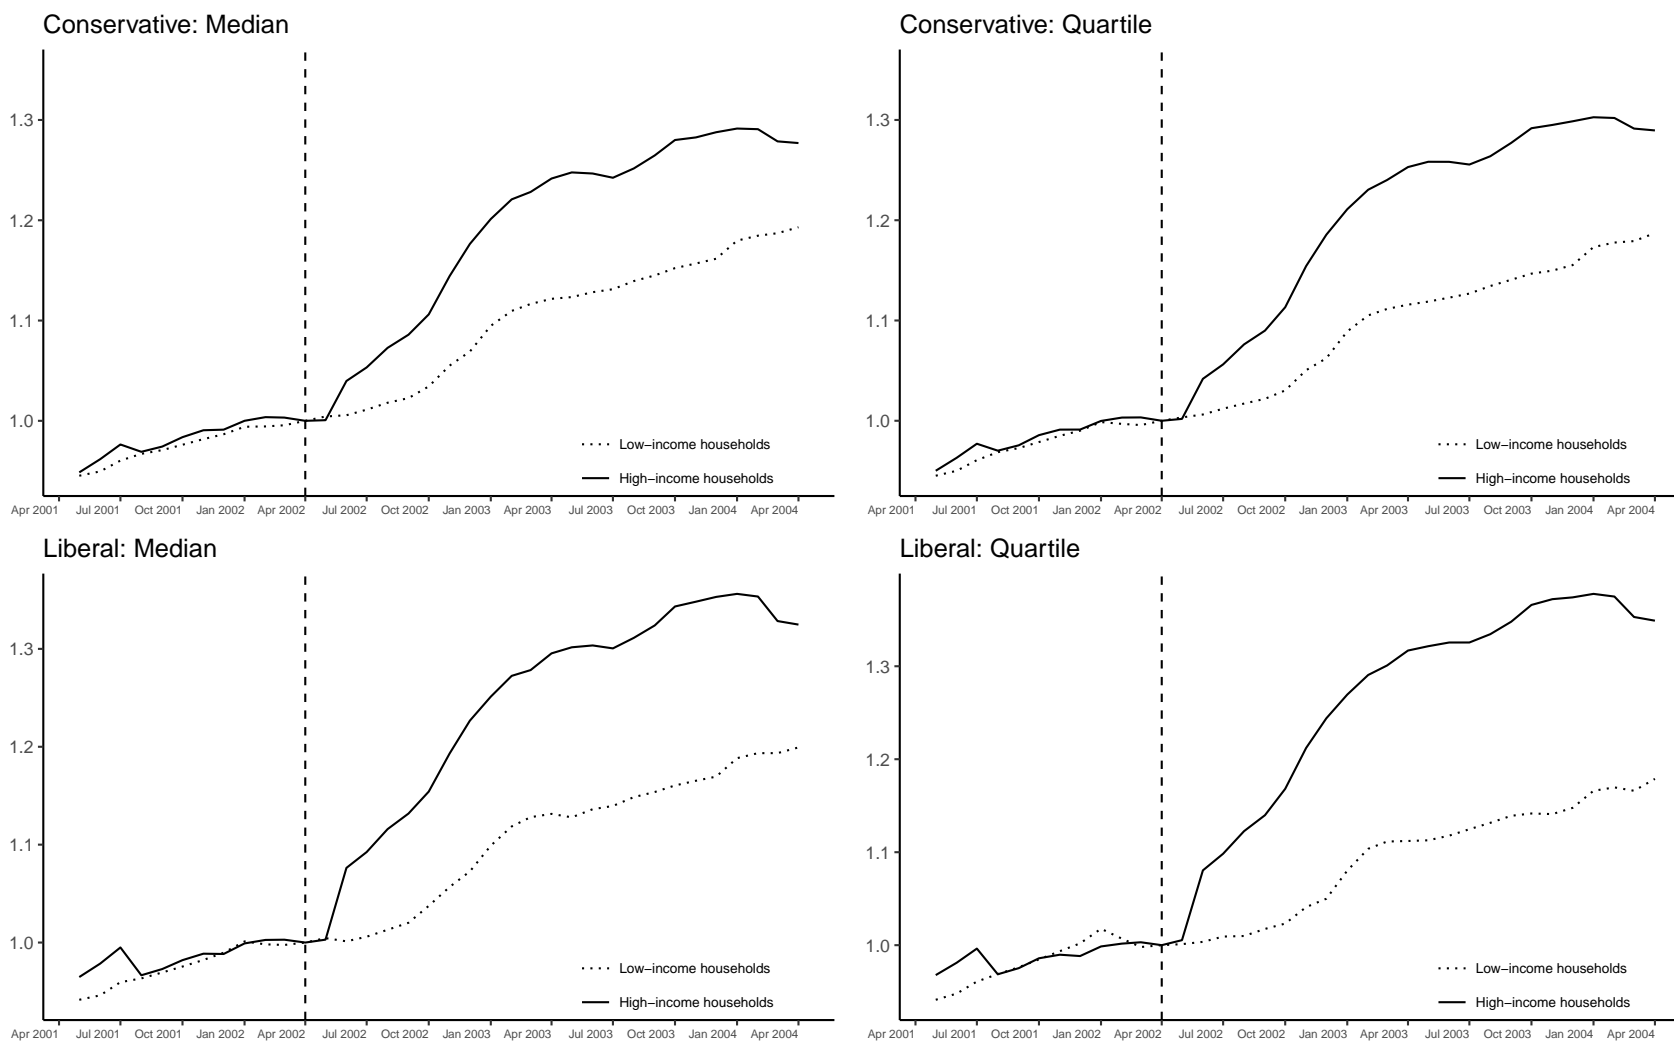 Conservative: Median
1.3
1.2
1.1
1.0
Low−income households
High−income households
Apr 2001 Jul 2001 Oct 2001 Jan 2002 Apr 2002 Jul 2002 Oct 2002 Jan 2003 Apr 2003 Jul 2003 Oct 2003 Jan 2004 Apr 2004
Conservative: Quartile
1.3
1.2
1.1
1.0
Low−income households
High−income households
Apr 2001 Jul 2001 Oct 2001 Jan 2002 Apr 2002 Jul 2002 Oct 2002 Jan 2003 Apr 2003 Jul 2003 Oct 2003 Jan 2004 Apr 2004
Liberal: Median
1.3
1.2
1.1
1.0
Low−income households
High−income households
Apr 2001 Jul 2001 Oct 2001 Jan 2002 Apr 2002 Jul 2002 Oct 2002 Jan 2003 Apr 2003 Jul 2003 Oct 2003 Jan 2004 Apr 2004
Liberal: Quartile
1.3
1.2
1.1
1.0
Low−income households
High−income households
Apr 2001 Jul 2001 Oct 2001 Jan 2002 Apr 2002 Jul 2002 Oct 2002 Jan 2003 Apr 2003 Jul 2003 Oct 2003 Jan 2004 Apr 2004